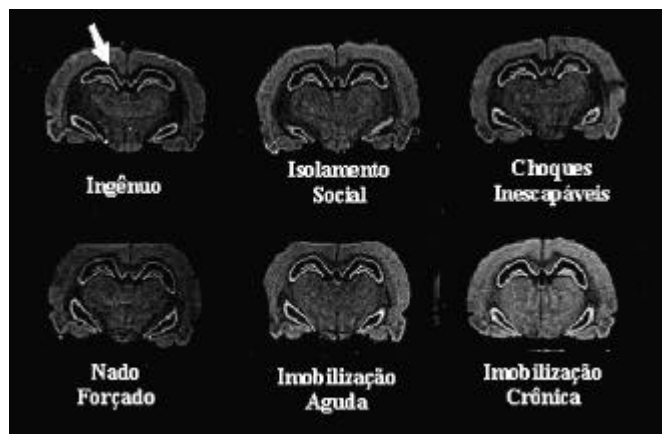 Ingênuo
Isolamento
Social
Choques
Inescapáveis
Nado
Forçado
Imobilização
Aguda
Imobilização
Crônica